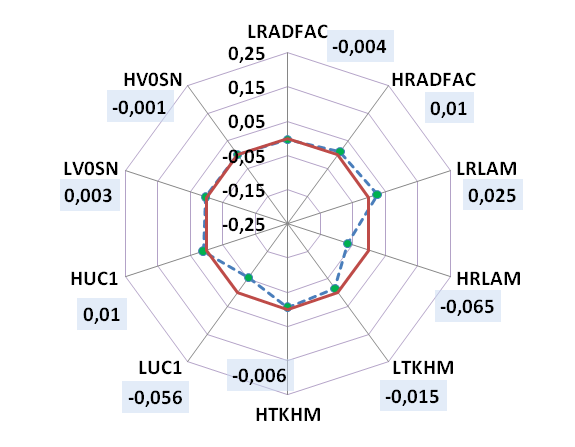 LRADFAC
0,25
-0,004
HV0SN
HRADFAC
0,15
-0,001
0,01
0,05
LV0SN
-0,05
LRLAM
0,003
-0,15
0,025
-0,25
HUC1
HRLAM
0,01
-0,065
LUC1
LTKHM
-0,006
-0,056
-0,015
HTKHM